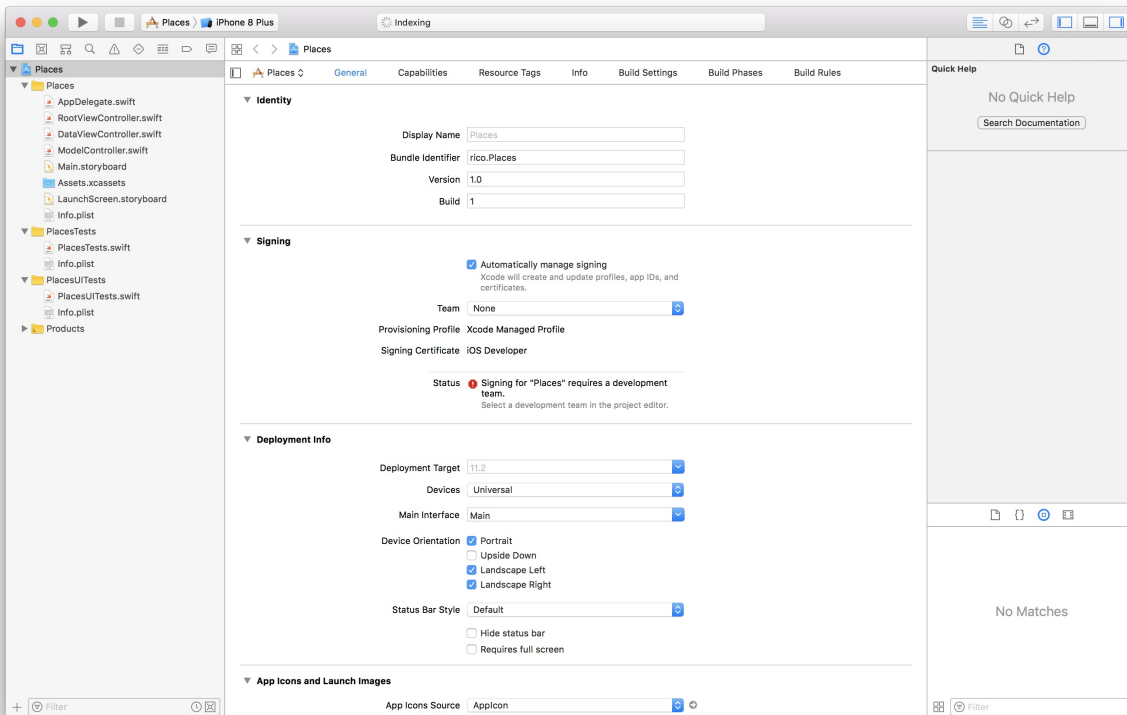 Places
iPhone 8 Plus
Indexing
Places
Places
Places
AppDelegate.swift
RootViewController.swift
DataViewController.swift
ModelController.swift
Main.storyboard
Assets.xcassets
LaunchScreen.storyboard
Info.plist
PlacesTests
PlacesTests.swift
Info.plist
PlacesUITests
PlacesUITests.swift
Info.plist
Products
Filter
Places General Capabilities Resource Tags Info Build Settings Build Phases Build Rules
Identity
Display Name Places
Bundle Identifier rico.Places
Version 1.0
Build 1
Signing
Automatically manage signing
Xcode will create and update profiles, app IDs, and
certificates.
Team None
Provisioning Profile Xcode Managed Profile
Signing Certificate iOS Developer
Status Signing for "Places" requires a development
team.
Select a development team in the project editor.
Deployment Info
Deployment Target 11.2
Devices Universal
Main Interface Main
Device Orientation Portrait
Upside Down
Landscape Left
Landscape Right
Status Bar Style Default
Hide status bar
Requires full screen
App Icons and Launch Images
App Icons Source AppIcon
Quick Help
No Quick Help
Search Documentation
No Matches
Filter